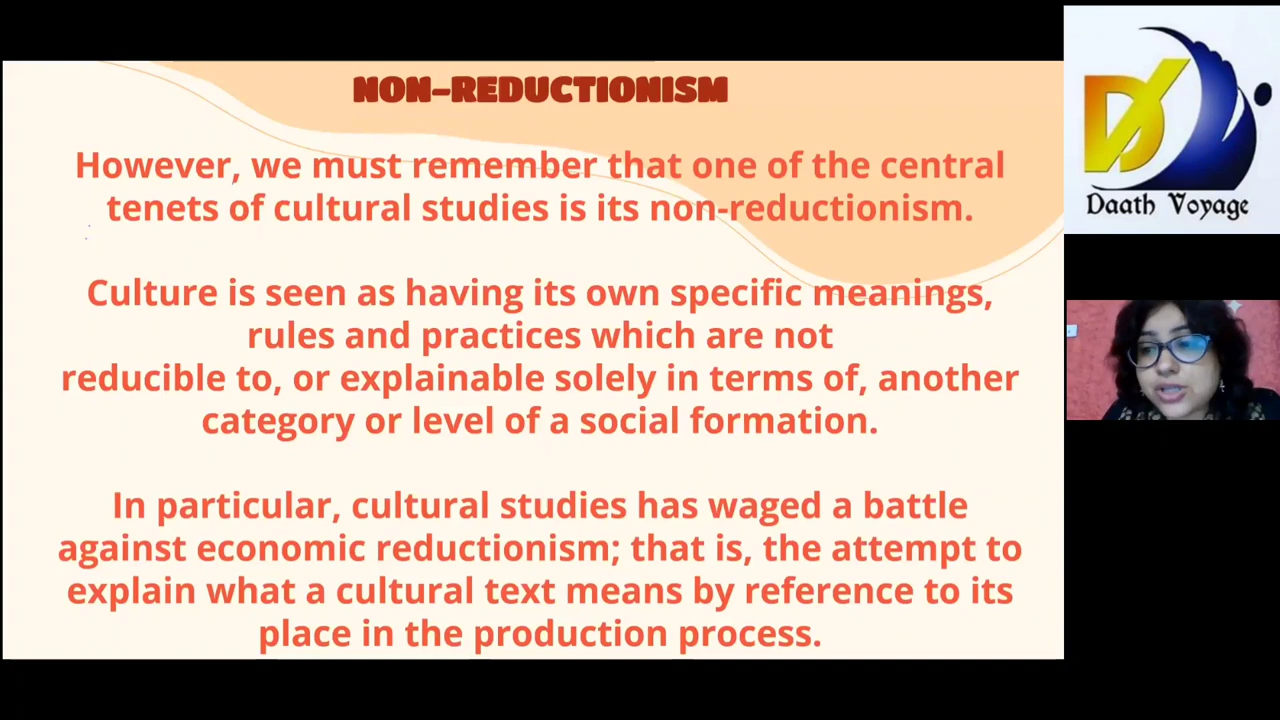 NON-REDUCTIONISM
However, we must remember that one of the central
tenets of cultural studies is its non-reductionism.
Culture is seen as having its own specific meanings,
rules and practices which are not
reducible to, or explainable solely in terms of, another
category or level of a social formation.
In particular, cultural studies has waged a battle
against economic reductionism; that is, the attempt to
explain what a cultural text means by reference to its
place in the production process.
DV
Daath Voyage